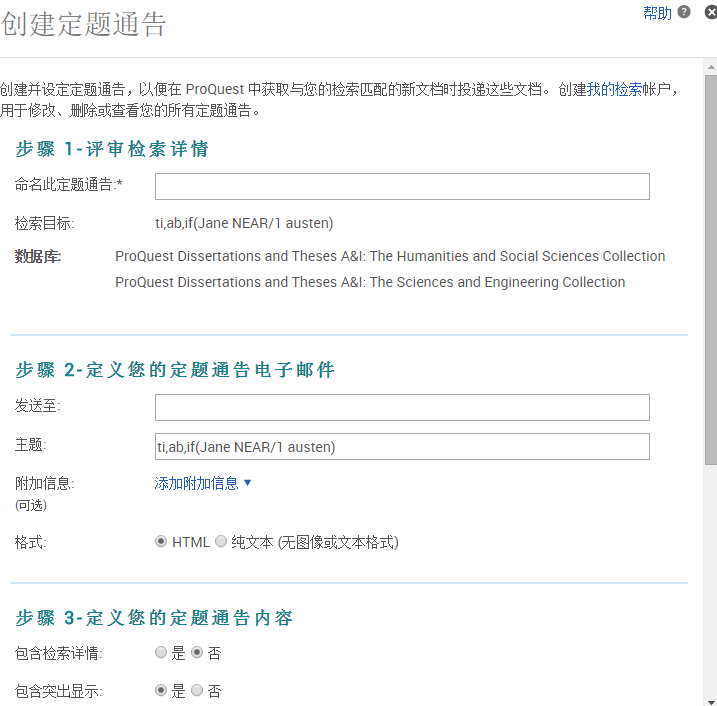 创建定题通告
帮助 ?
创建并设定定题通告，以便在 ProQuest 中获取与您的检索匹配的新文档时投递这些文档。 创建我的检索帐户，
用于修改、删除或查看您的所有定题通告。
步骤 1-评审检索详情
命名此定题通告:*
检索目标: ti,ab,if(Jane NEAR/1 austen)
数据库: ProQuest Dissertations and Theses A&I: The Humanities and Social Sciences Collection
ProQuest Dissertations and Theses A&I: The Sciences and Engineering Collection
步骤 2-定义您的定题通告电子邮件
发送至:
主题: ti,ab,if(Jane NEAR/1 austen)
附加信息: 添加附加信息
(可选)
格式: HTML 纯文本 (无图像或文本格式)
步骤 3-定义您的定题通告内容
包含检索详情: 是 否
包含突出显示: 是 否